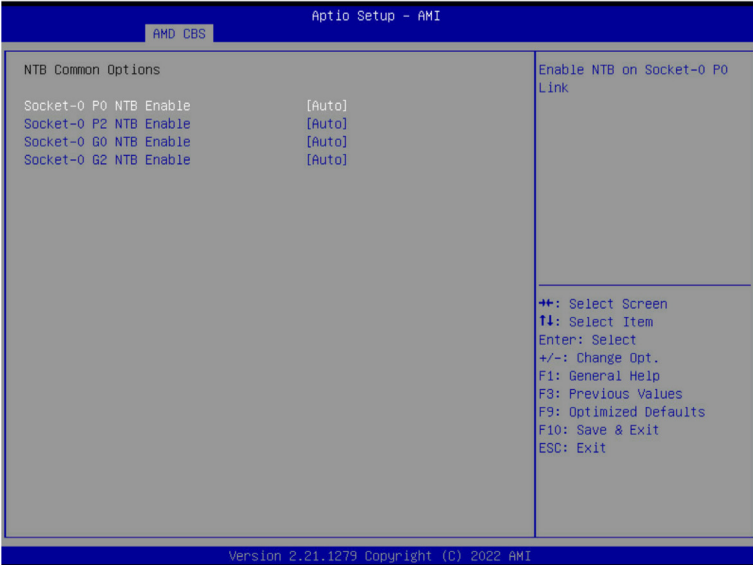 Aptio Setup – AMI
AMD CBS
NTB Common Options
Socket-0 P0 NTB Enable [Auto]
Socket-0 P2 NTB Enable [Auto]
Socket-0 G0 NTB Enable [Auto]
Socket-0 G2 NTB Enable [Auto]
Enable NTB on Socket-0 P0
Link
→←: Select Screen
↑↓: Select Item
Enter: Select
+/-: Change Opt.
F1: General Help
F3: Previous Values
F9: Optimized Defaults
F10: Save & Exit
ESC: Exit
Version 2.21.1279 Copyright (C) 2022 AMI